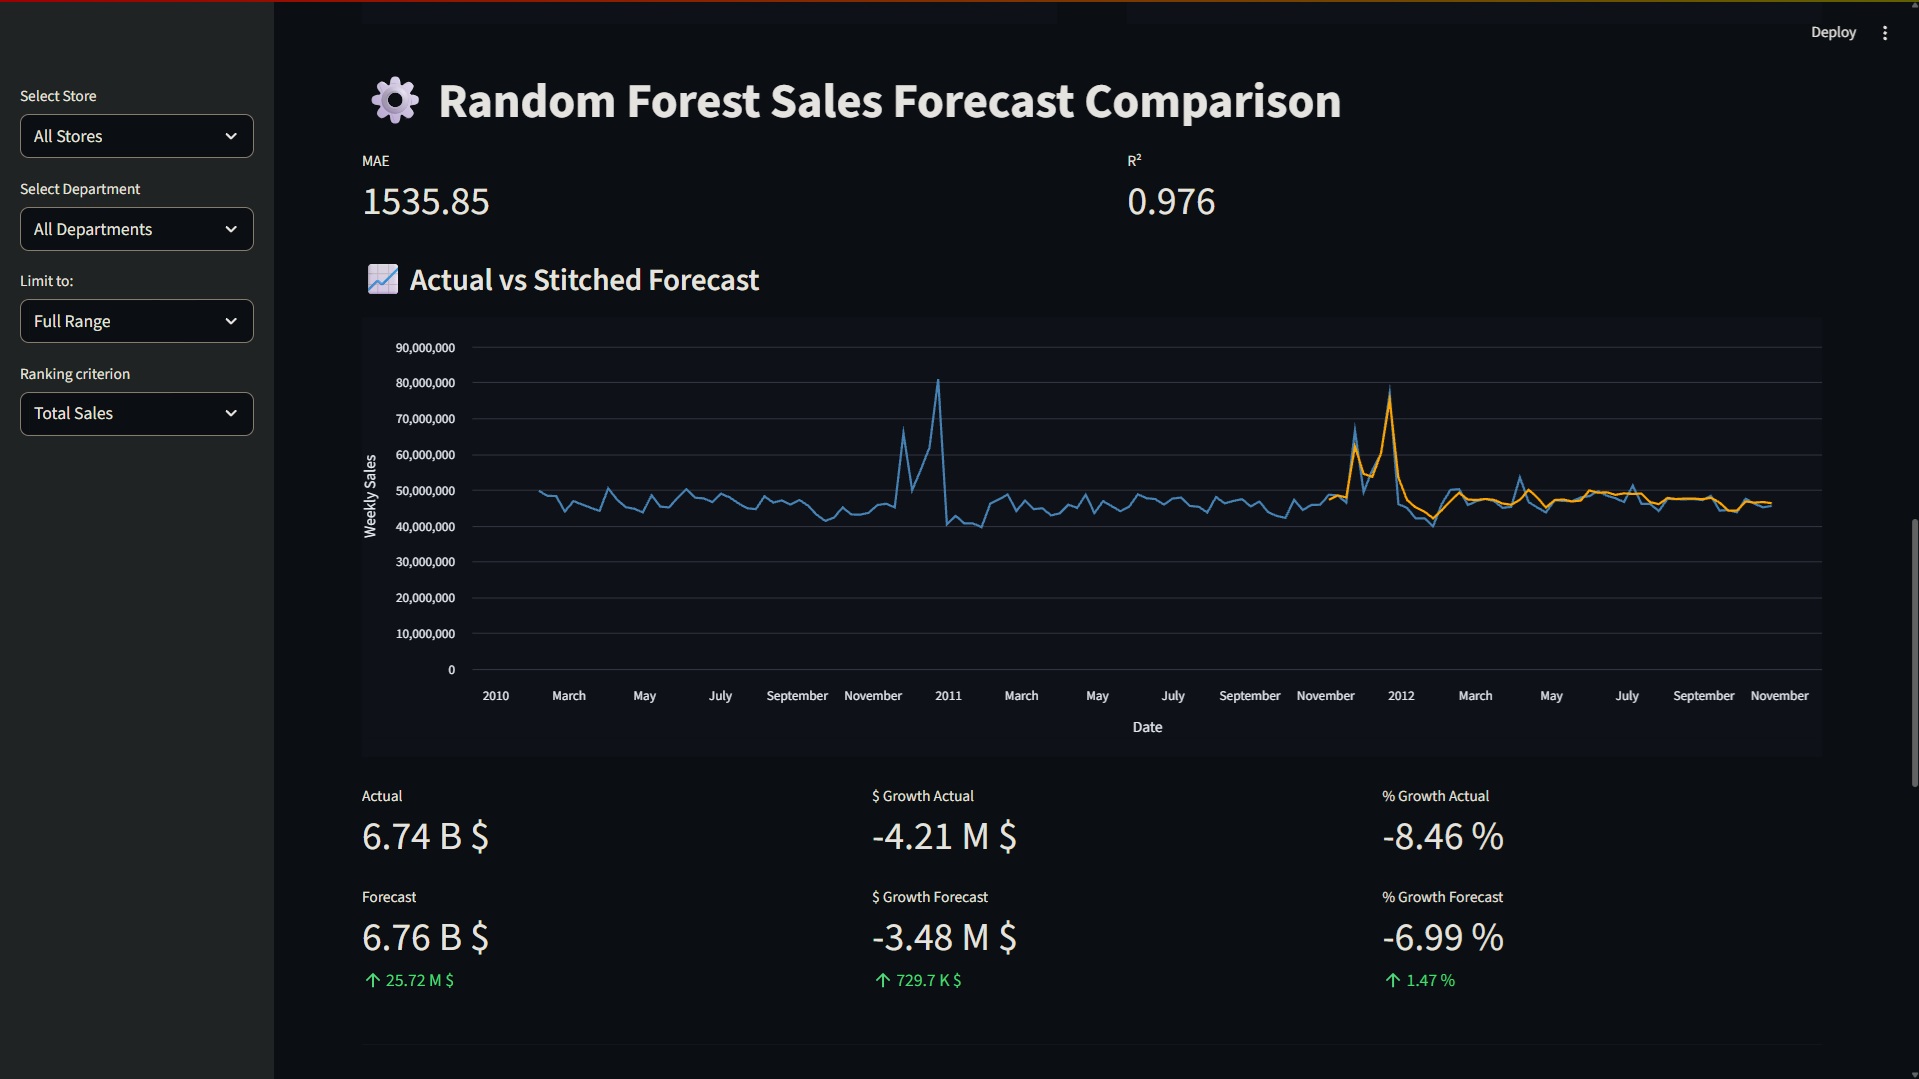 Deploy
Select Store
All Stores
Select Department
All Departments
Limit to:
Full Range
Ranking criterion
Total Sales
Random Forest Sales Forecast Comparison
MAE
1535.85
R²
0.976
Actual vs Stitched Forecast
Weekly Sales
90,000,000
80,000,000
70,000,000
60,000,000
50,000,000
40,000,000
30,000,000
20,000,000
10,000,000
0
2010 March May July September November 2011 March May July September November 2012 March May July September November
Date
Actual
6.74 B $
$ Growth Actual
-4.21 M $
% Growth Actual
-8.46 %
Forecast
6.76 B $
↑ 25.72 M $
$ Growth Forecast
-3.48 M $
↑ 729.7 K $
% Growth Forecast
-6.99 %
↑ 1.47 %